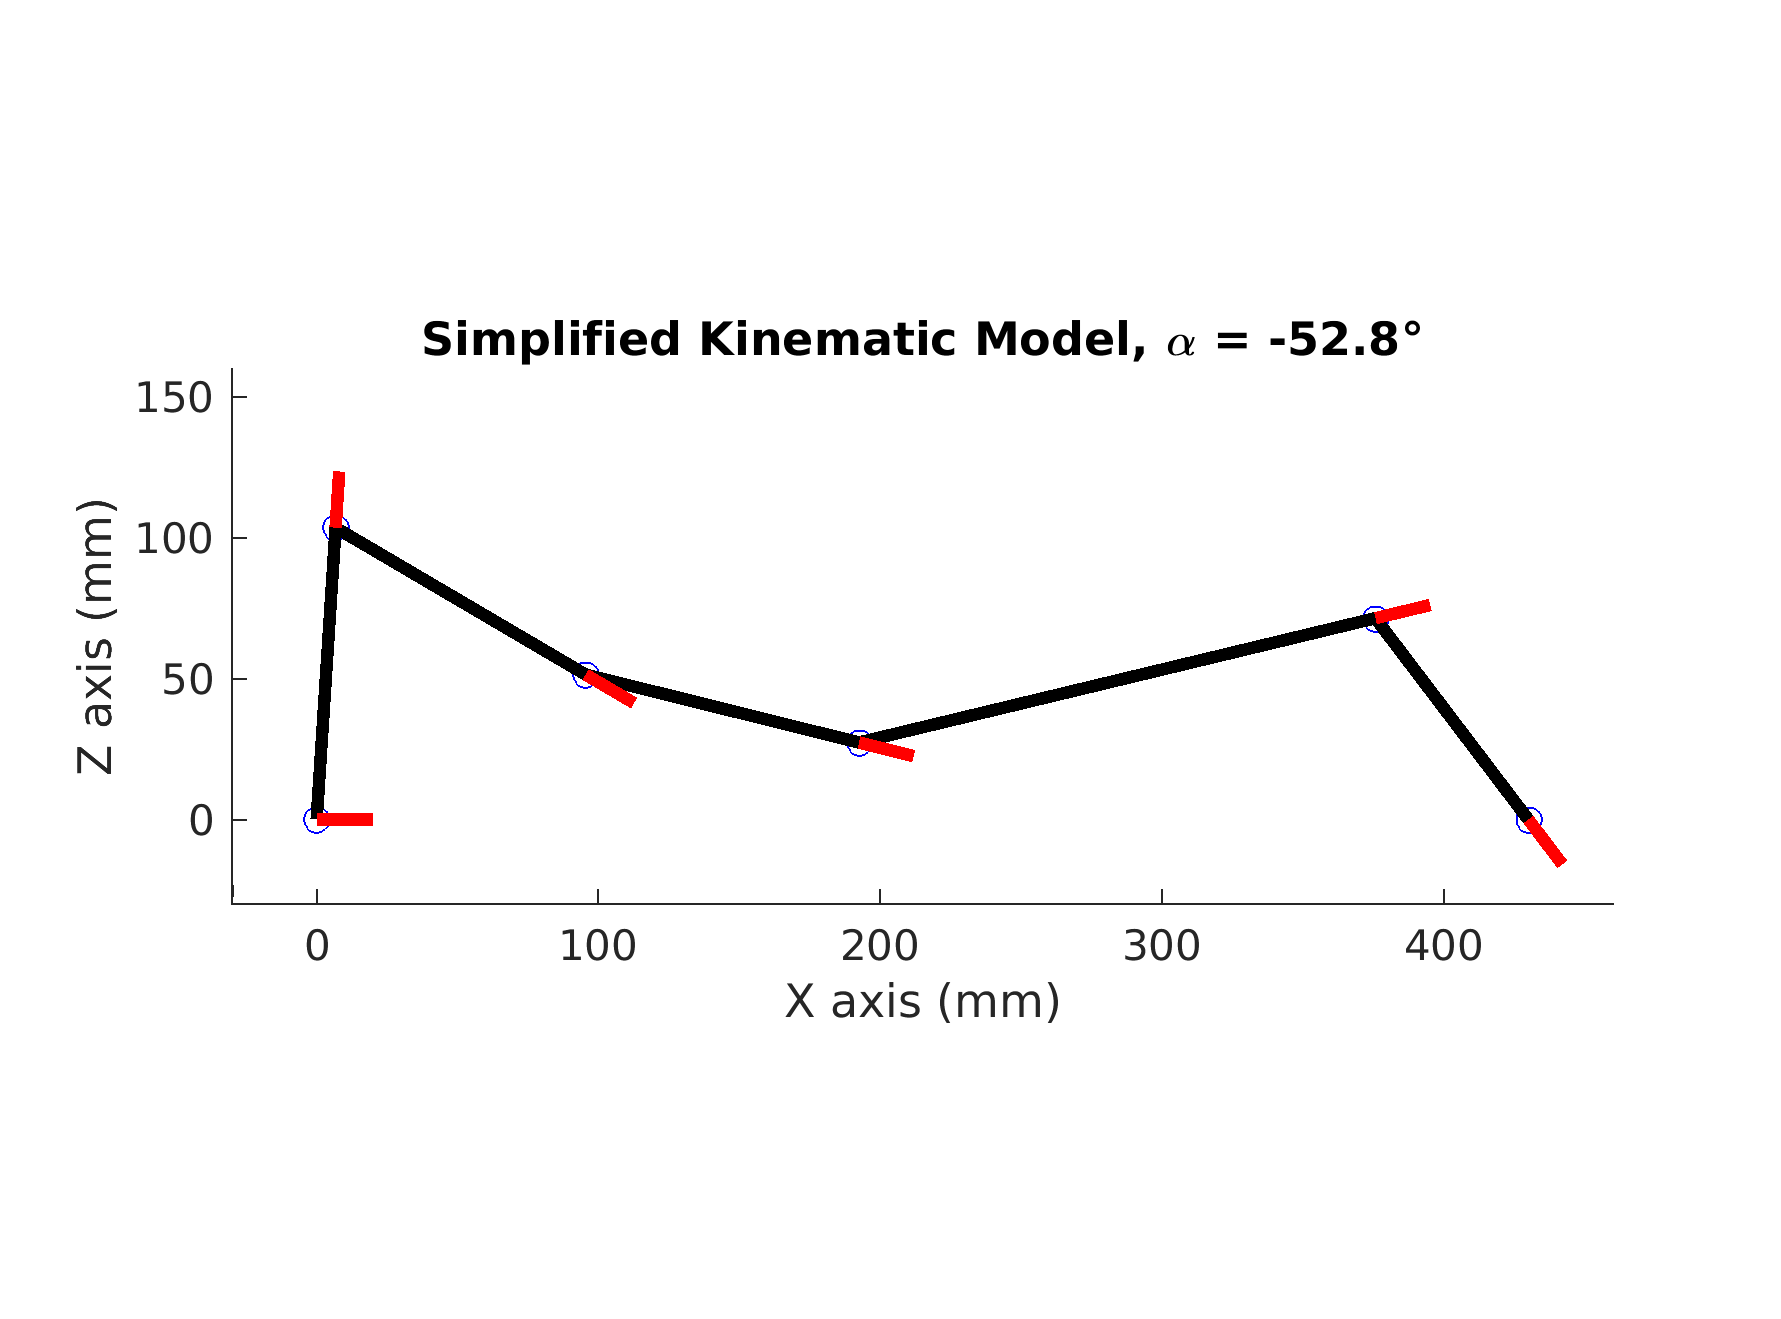 Simplified Kinematic Model, α = -52.8°
150
100
50
0
Z axis (mm)
0 100 200 300 400
X axis (mm)